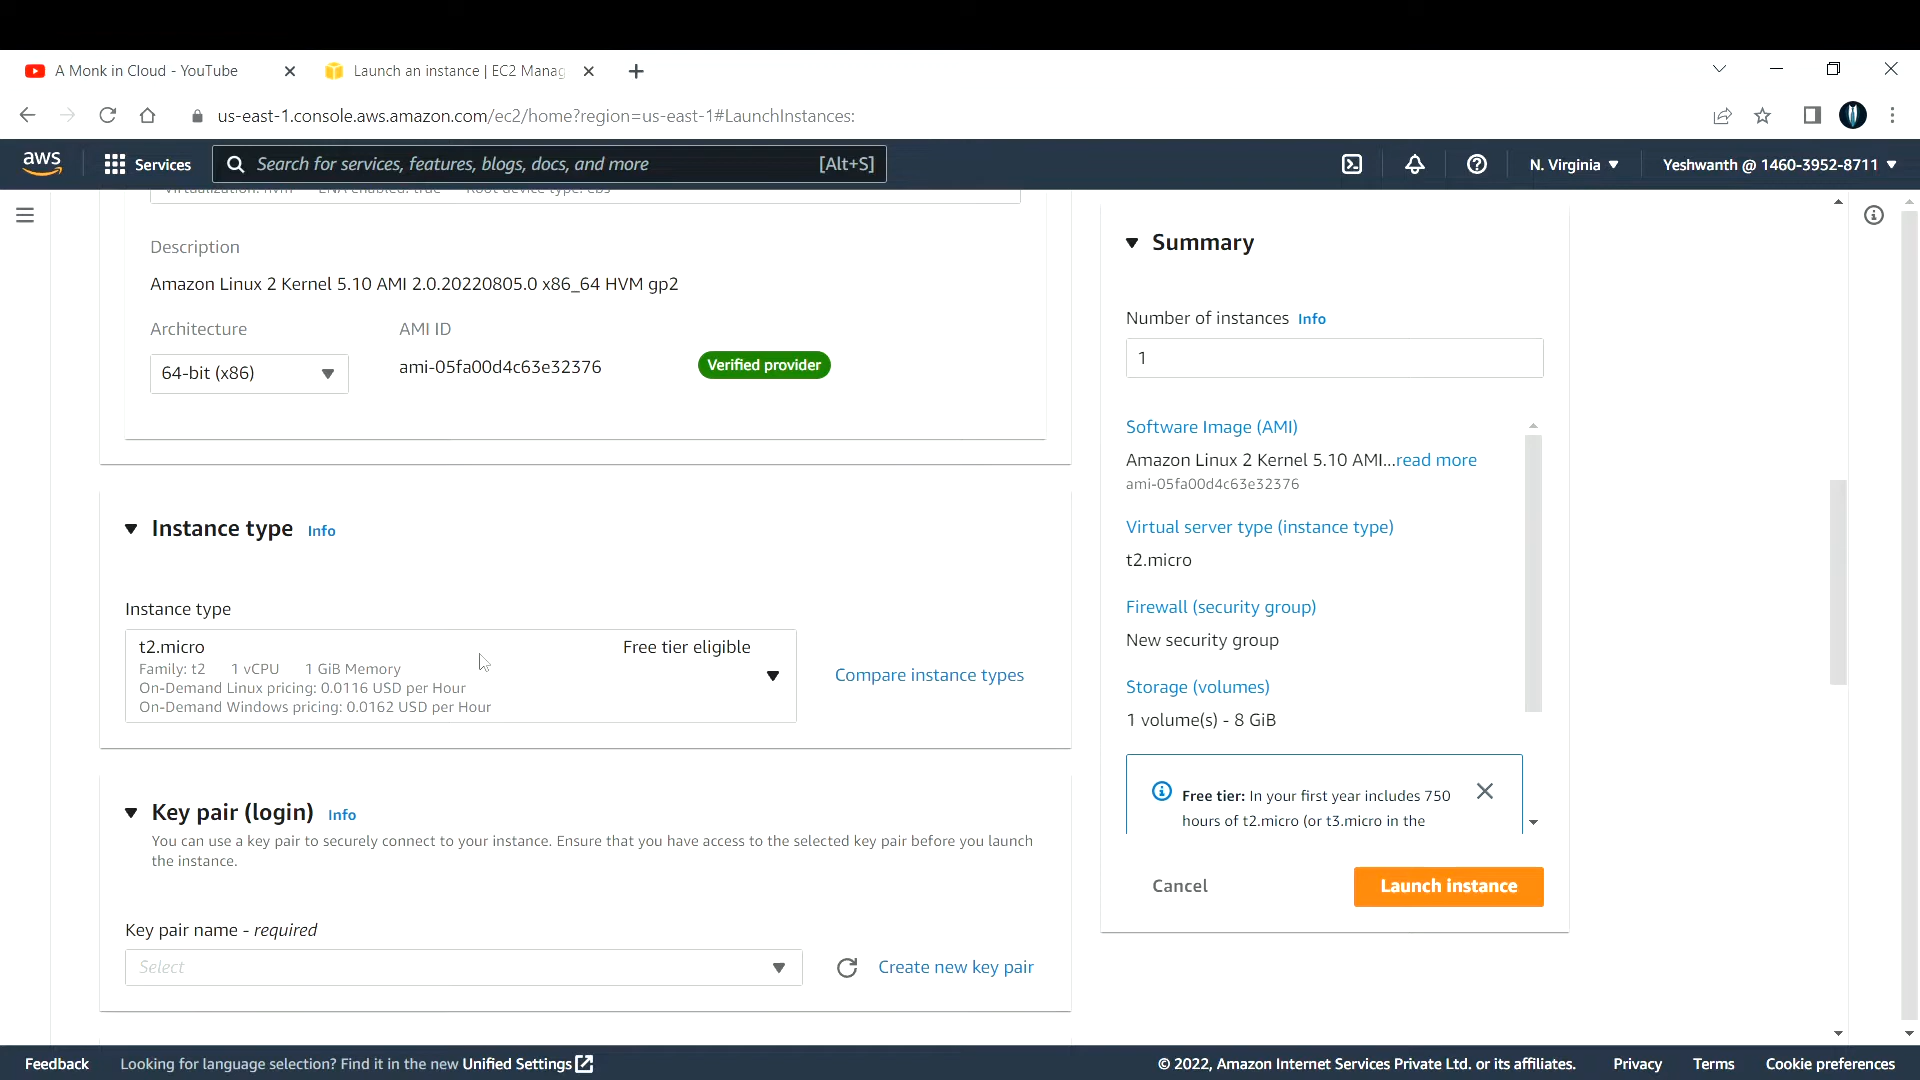 A Monk in Cloud - YouTube
Launch an instance | EC2 Manag
us-east-1.console.aws.amazon.com/ec2/home?region=us-east-1#LaunchInstances:
aws
Services
Search for services, features, blogs, docs, and more
[Alt+S]
N. Virginia
Yeshwanth @ 1460-3952-8711
Virtualization: hvm ENA enabled: true Root device type: ebs
Description
Amazon Linux 2 Kernel 5.10 AMI 2.0.20220805.0 x86_64 HVM gp2
Architecture
AMI ID
64-bit (x86)
ami-05fa00d4c63e32376
Verified provider
Instance type Info
Instance type
t2.micro
Free tier eligible
Family: t2 1 vCPU 1 GiB Memory
On-Demand Linux pricing: 0.0116 USD per Hour
On-Demand Windows pricing: 0.0162 USD per Hour
Compare instance types
Key pair (login) Info
You can use a key pair to securely connect to your instance. Ensure that you have access to the selected key pair before you launch
the instance.
Key pair name - required
Select
Create new key pair
Summary
Number of instances Info
1
Software Image (AMI)
Amazon Linux 2 Kernel 5.10 AMI...read more
ami-05fa00d4c63e32376
Virtual server type (instance type)
t2.micro
Firewall (security group)
New security group
Storage (volumes)
1 volume(s) - 8 GiB
Free tier: In your first year includes 750
hours of t2.micro (or t3.micro in the
Cancel
Launch instance
Feedback
Looking for language selection? Find it in the new Unified Settings
© 2022, Amazon Internet Services Private Ltd. or its affiliates.
Privacy
Terms
Cookie preferences